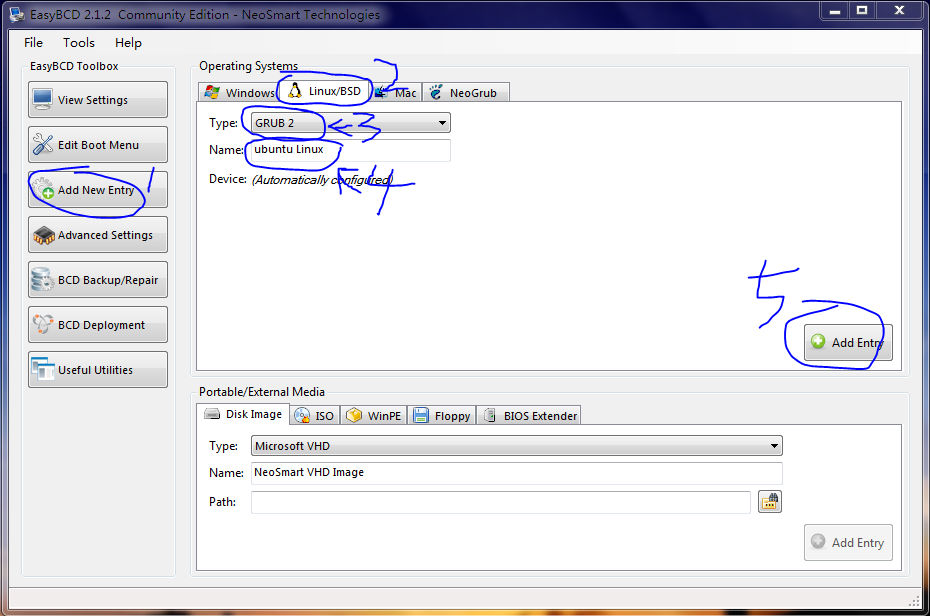 EasyBCD 2.1.2 Community Edition - NeoSmart Technologies
File Tools Help
EasyBCD Toolbox
View Settings
Edit Boot Menu
Add New Entry
1
Advanced Settings
BCD Backup/Repair
BCD Deployment
Useful Utilities
Operating Systems
2
Windows Linux/BSD Mac NeoGrub
Type: GRUB 2
3
Name: ubuntu Linux
Device: (Automatically configured)
4
5
Add Entry
Portable/External Media
Disk Image ISO WinPE Floppy BIOS Extender
Type: Microsoft VHD
Name: NeoSmart VHD Image
Path:
Add Entry